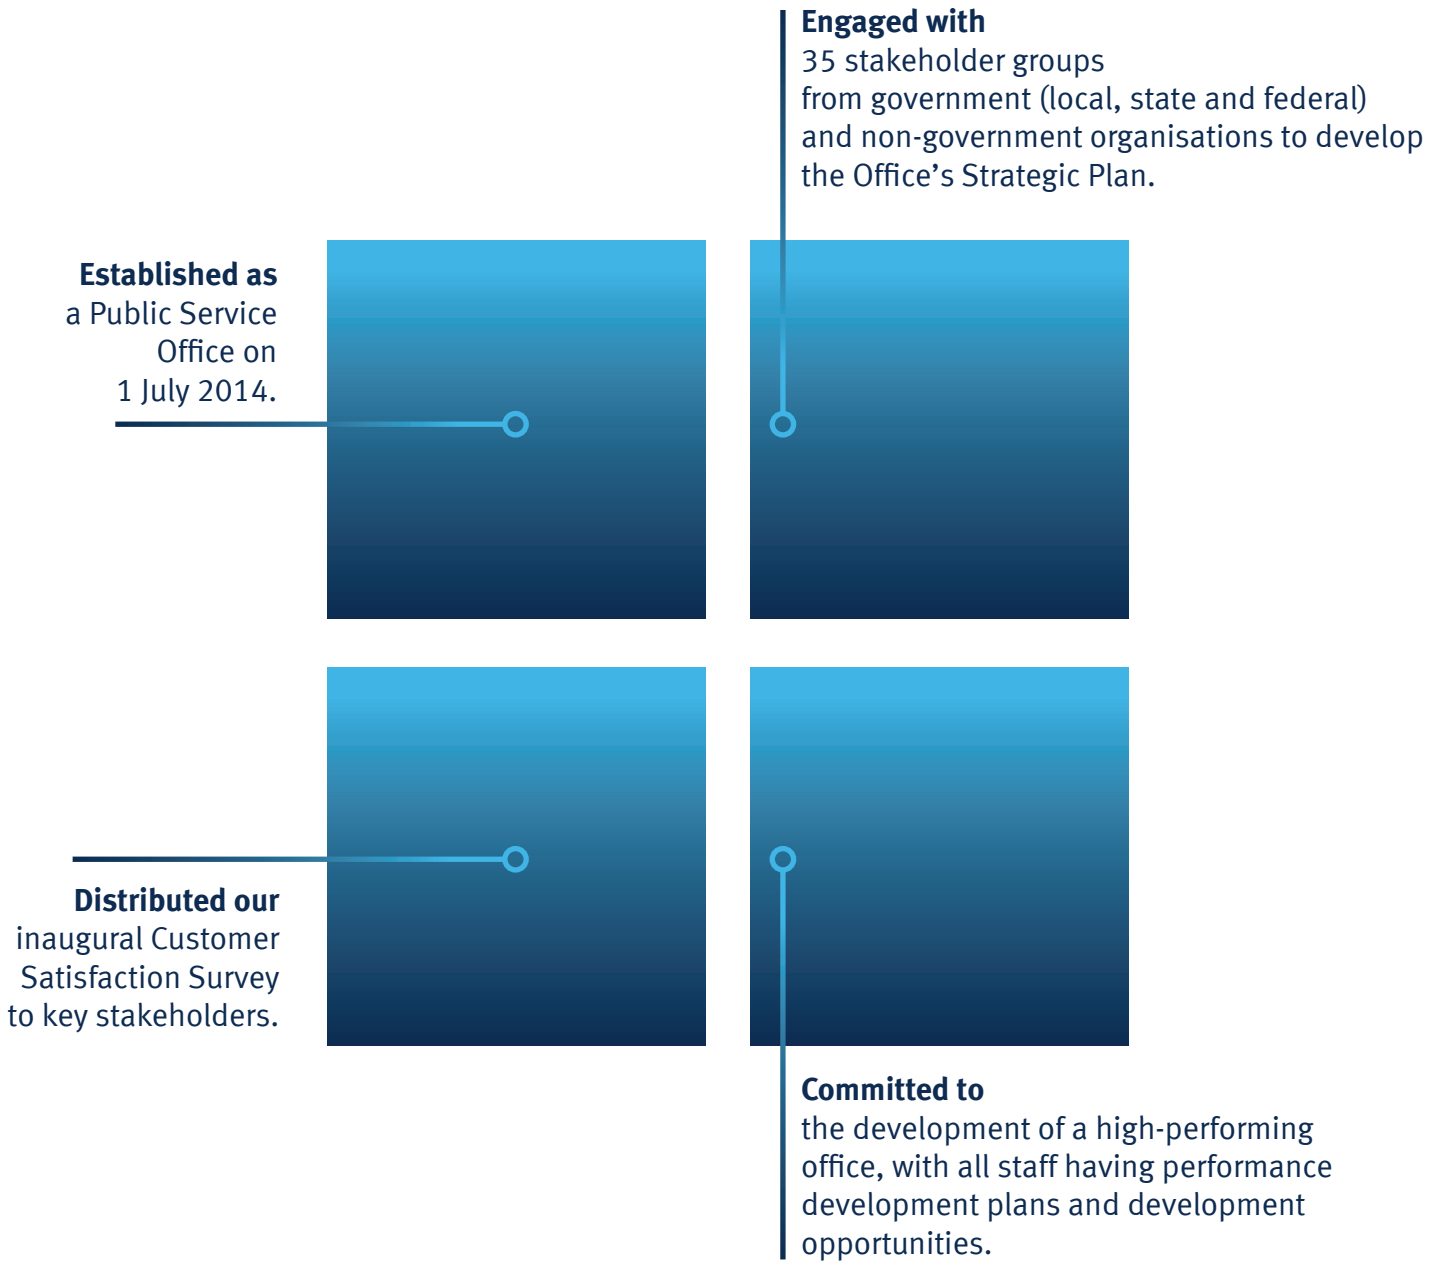 Engaged with
35 stakeholder groups
from government (local, state and federal)
and non-government organisations to develop
the Office’s Strategic Plan.
Established as
a Public Service
Office on
1 July 2014.
Distributed our
inaugural Customer
Satisfaction Survey
to key stakeholders.
Committed to
the development of a high-performing
office, with all staff having performance
development plans and development
opportunities.